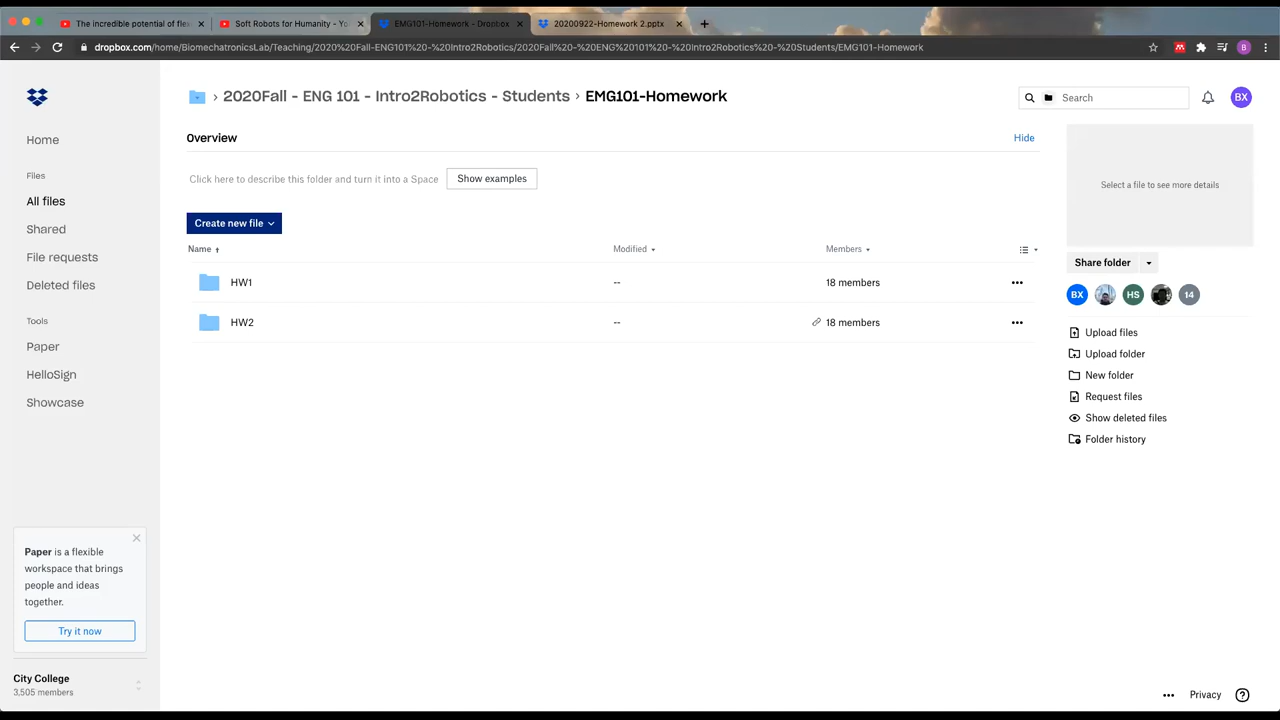 The incredible potential of flex
Soft Robots for Humanity - Yo
EMG101-Homework - Dropbox
20200922-Homework 2.pptx
dropbox.com/home/BiomechatronicsLab/Teaching/2020%20Fall-ENG101%20-%20Intro2Robotics/2020Fall%20-%20ENG%20101%20-%20Intro2Robotics%20-%20Students/EMG101-Homework
B
2020Fall - ENG 101 - Intro2Robotics - Students › EMG101-Homework
Search
BX
Home
Files
All files
Shared
File requests
Deleted files
Tools
Paper
HelloSign
Showcase
Overview
Hide
Click here to describe this folder and turn it into a Space
Show examples
Create new file
Name
Modified
Members
HW1
--
18 members
HW2
--
18 members
Select a file to see more details
Share folder
BX
HS
14
Upload files
Upload folder
New folder
Request files
Show deleted files
Folder history
Paper is a flexible
workspace that brings
people and ideas
together.
Try it now
City College
3,505 members
Privacy